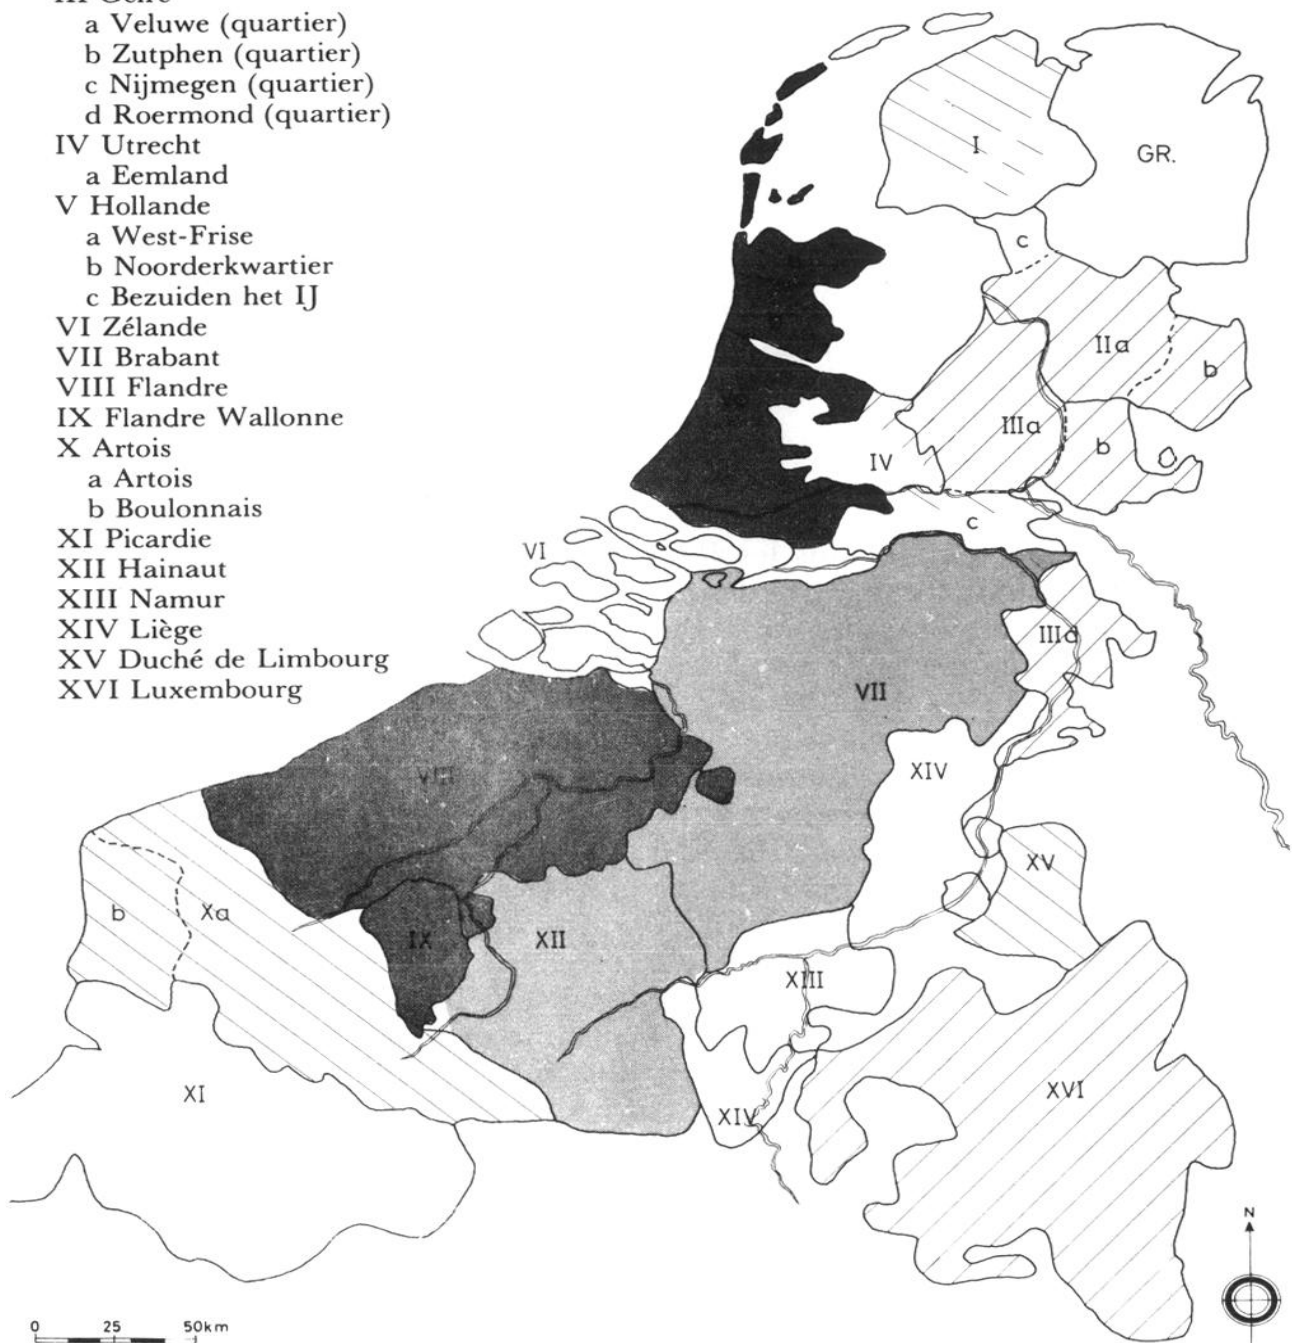 III Gelre
a Veluwe (quartier)
b Zutphen (quartier)
c Nijmegen (quartier)
d Roermond (quartier)
IV Utrecht
a Eemland
V Hollande
a West-Frise
b Noorderkwartier
c Bezuiden het IJ
VI Zélande
VII Brabant
VIII Flandre
IX Flandre Wallonne
X Artois
a Artois
b Boulonnais
XI Picardie
XII Hainaut
XIII Namur
XIV Liège
XV Duché de Limbourg
XVI Luxembourg
I
GR.
c
IIa
b
IIIa
b
IV
c
VI
IIId
VII
VIII
XIV
XV
b
Xa
IX
XII
XIII
XI
XIV
XVI
N
0 25 50km